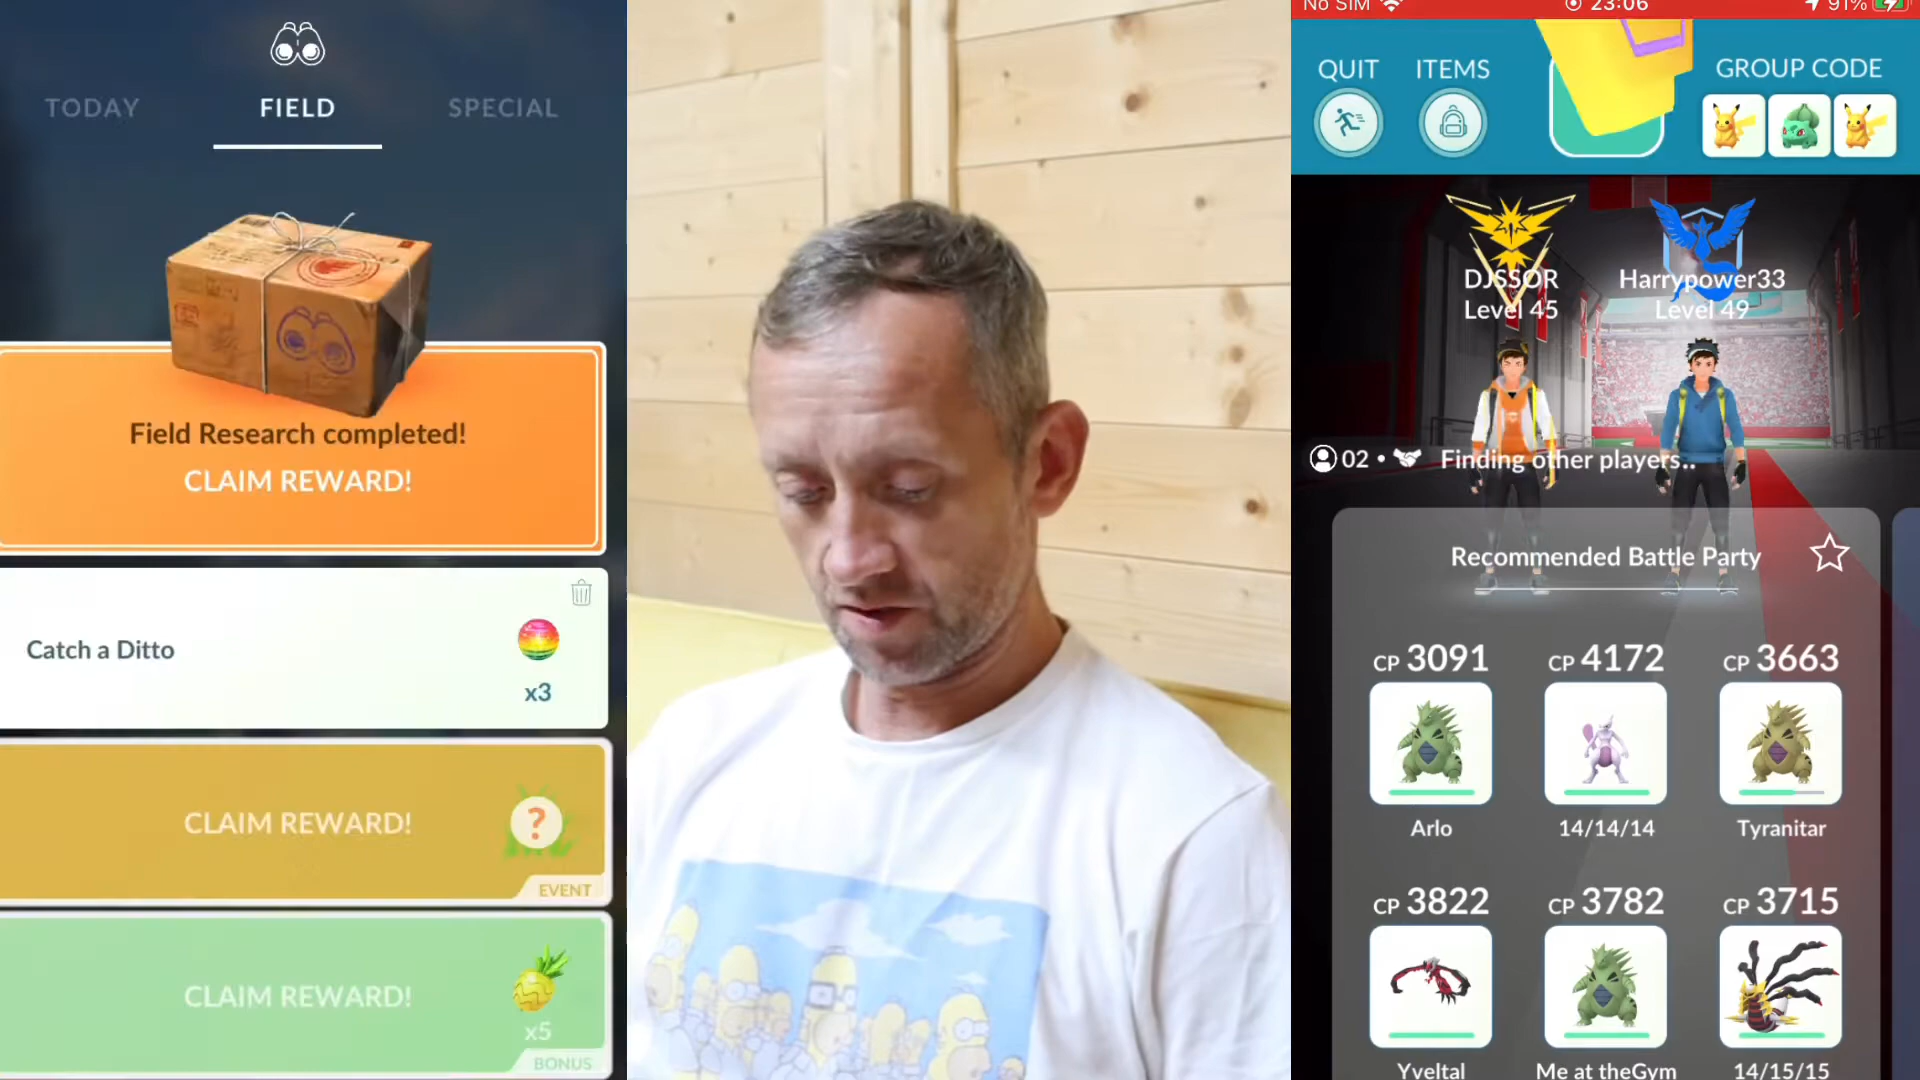 TODAY
FIELD
SPECIAL
Field Research completed!
CLAIM REWARD!
Catch a Ditto
x3
CLAIM REWARD!
?
EVENT
CLAIM REWARD!
x5
BONUS
No SIM
23:06
91%
QUIT
ITEMS
GROUP CODE
DJSSOR
Level 45
Harrypower33
Level 49
02 • Finding other players..
Recommended Battle Party
CP 3091
CP 4172
CP 3663
Arlo
14/14/14
Tyranitar
CP 3822
CP 3782
CP 3715
Yveltal
Me at theGym
14/15/15